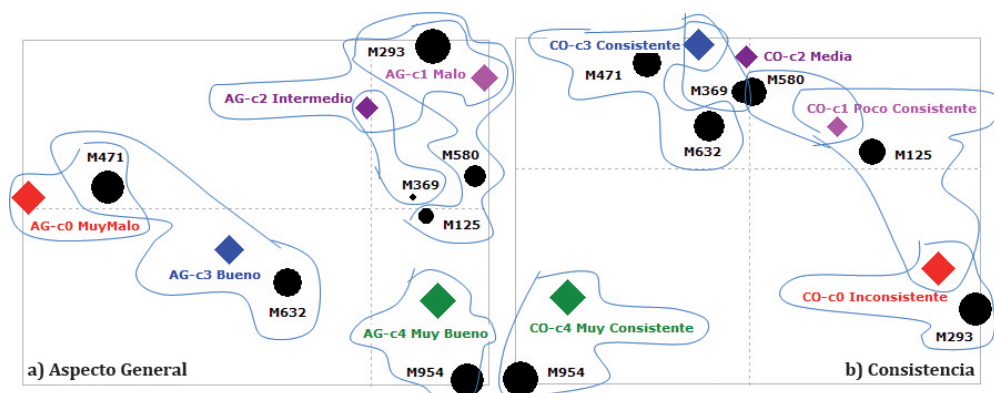 M293
AG-c1 Malo
AG-c2 Intermedio
M471
M580
M369
AG-c0 MuyMalo
M125
AG-c3 Bueno
M632
AG-c4 Muy Bueno
a) Aspecto General
M954
CO-c3 Consistente
CO-c2 Media
M471
M580
M369
CO-c1 Poco Consistente
M632
M125
CO-c0 Inconsistente
CO-c4 Muy Consistente
M293
M954
b) Consistencia